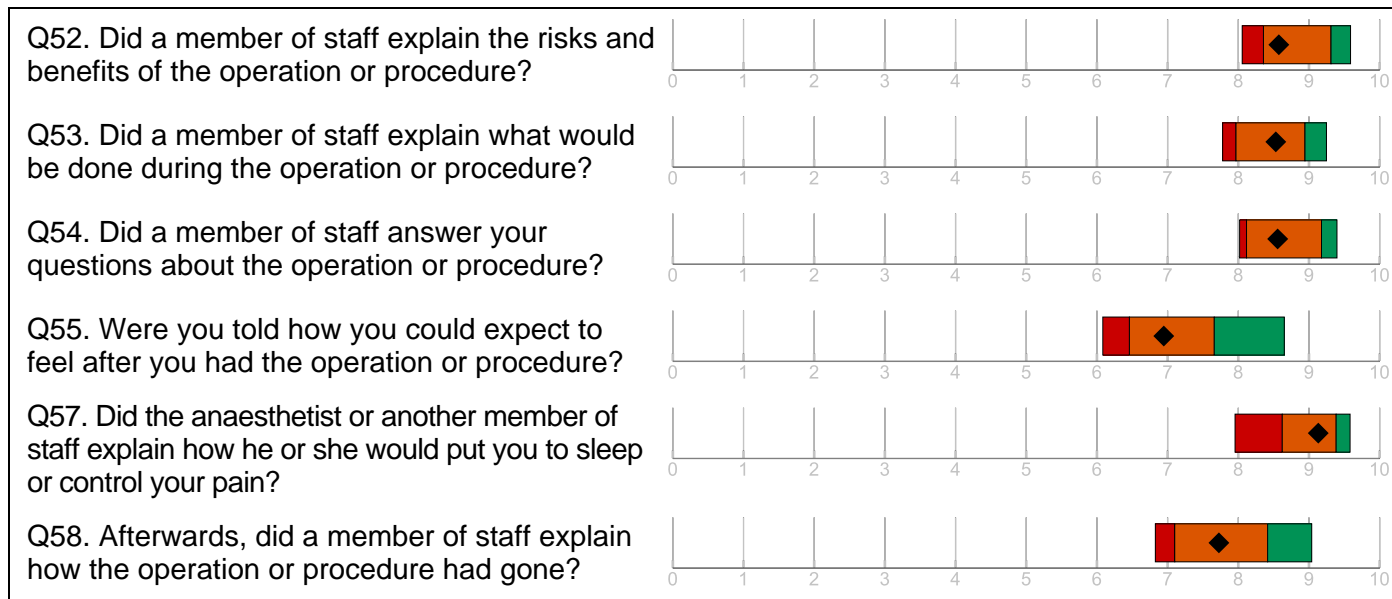 Q52. Did a member of staff explain the risks and
benefits of the operation or procedure?
0 1 2 3 4 5 6 7 8 9 10
Q53. Did a member of staff explain what would
be done during the operation or procedure?
0 1 2 3 4 5 6 7 8 9 10
Q54. Did a member of staff answer your
questions about the operation or procedure?
0 1 2 3 4 5 6 7 8 9 10
Q55. Were you told how you could expect to
feel after you had the operation or procedure?
0 1 2 3 4 5 6 7 8 9 10
Q57. Did the anaesthetist or another member of
staff explain how he or she would put you to sleep
or control your pain?
0 1 2 3 4 5 6 7 8 9 10
Q58. Afterwards, did a member of staff explain
how the operation or procedure had gone?
0 1 2 3 4 5 6 7 8 9 10